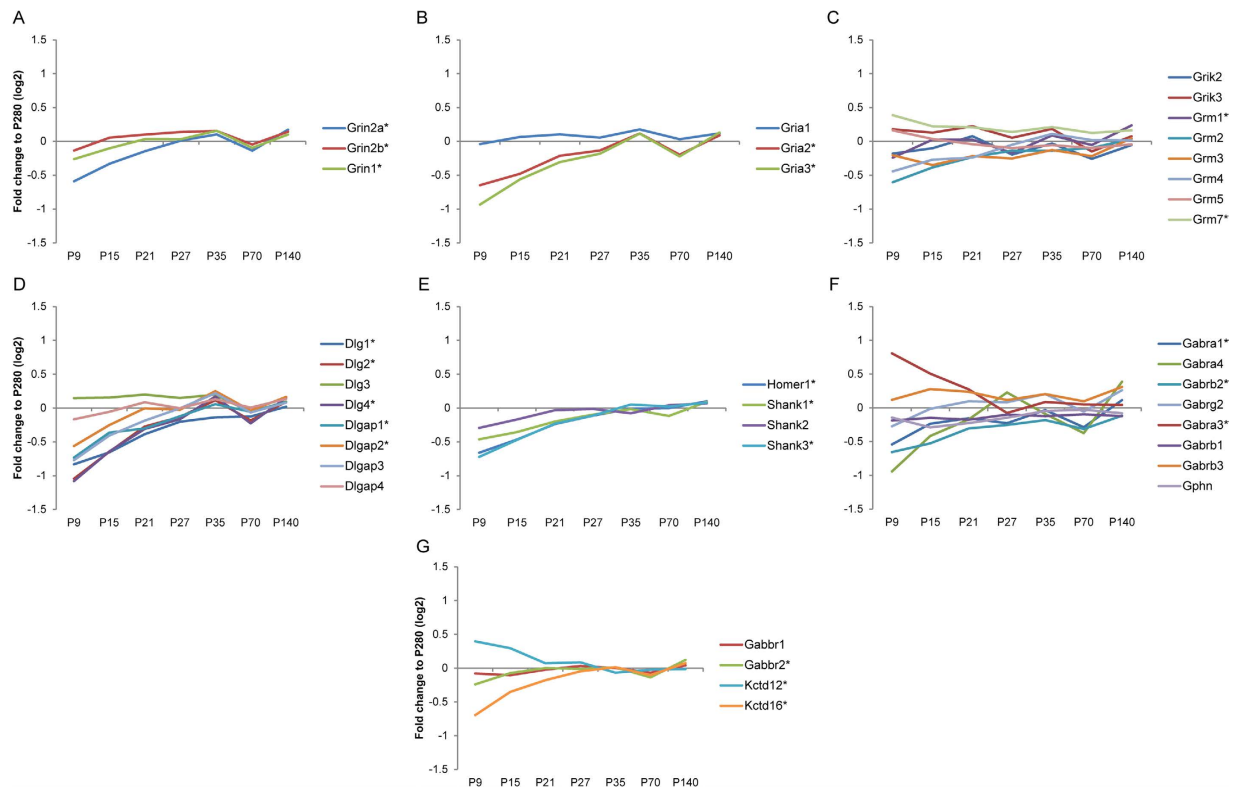 A
Fold change to P280 (log2)
1.5
1
0.5
0
-0.5
-1
-1.5
P9 P15 P21 P27 P35 P70 P140
Grin2a*
Grin2b*
Grin1*
B
1.5
1
0.5
0
-0.5
-1
-1.5
P9 P15 P21 P27 P35 P70 P140
Gria1
Gria2*
Gria3*
C
1.5
1
0.5
0
-0.5
-1
-1.5
P9 P15 P21 P27 P35 P70 P140
Grik2
Grik3
Grm1*
Grm2
Grm3
Grm4
Grm5
Grm7*
D
Fold change to P280 (log2)
1.5
1
0.5
0
-0.5
-1
-1.5
P9 P15 P21 P27 P35 P70 P140
Dlg1*
Dlg2*
Dlg3
Dlg4*
Dlgap1*
Dlgap2*
Dlgap3
Dlgap4
E
1.5
1
0.5
0
-0.5
-1
-1.5
P9 P15 P21 P27 P35 P70 P140
Homer1*
Shank1*
Shank2
Shank3*
F
1.5
1
0.5
0
-0.5
-1
-1.5
P9 P15 P21 P27 P35 P70 P140
Gabra1*
Gabra4
Gabrb2*
Gabrg2
Gabra3*
Gabrb1
Gabrb3
Gphn
G
Fold change to P280 (log2)
1.5
1
0.5
0
-0.5
-1
-1.5
P9 P15 P21 P27 P35 P70 P140
Gabbr1
Gabbr2*
Kctd12*
Kctd16*